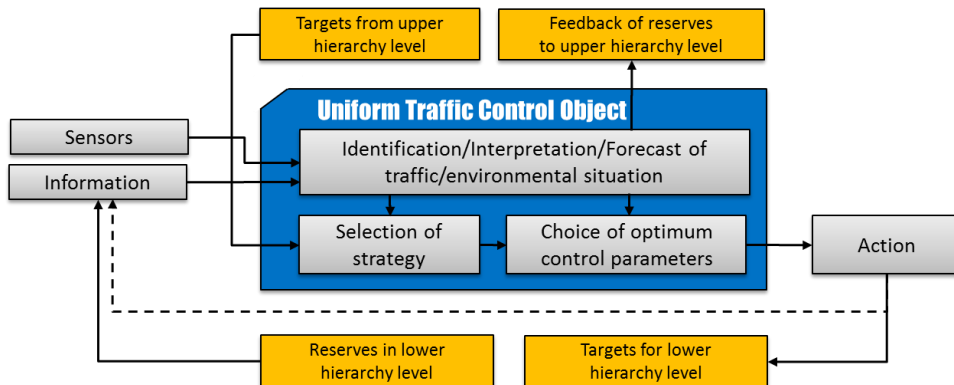 Targets from upper
hierarchy level
Feedback of reserves
to upper hierarchy level
Uniform Traffic Control Object
Sensors
Identification/Interpretation/Forecast of
traffic/environmental situation
Information
Selection of
strategy
Choice of optimum
control parameters
Action
Reserves in lower
hierarchy level
Targets for lower
hierarchy level